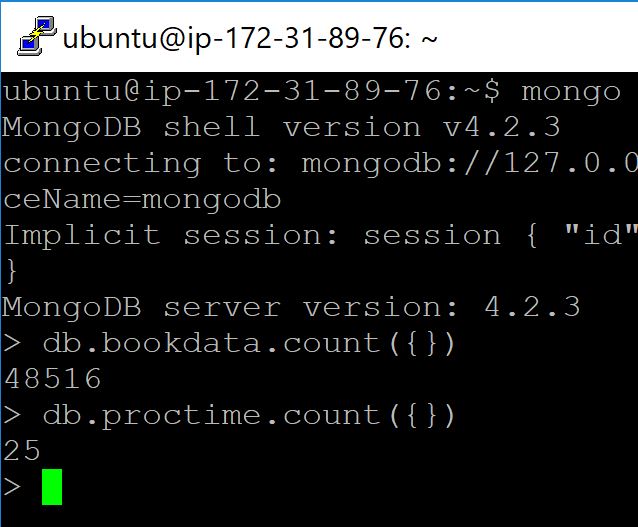 ubuntu@ip-172-31-89-76: ~
ubuntu@ip-172-31-89-76:~$ mongo
MongoDB shell version v4.2.3
connecting to: mongodb://127.0.0
ceName=mongodb
Implicit session: session { "id"
}
MongoDB server version: 4.2.3
> db.bookdata.count({})
48516
> db.proctime.count({})
25
>